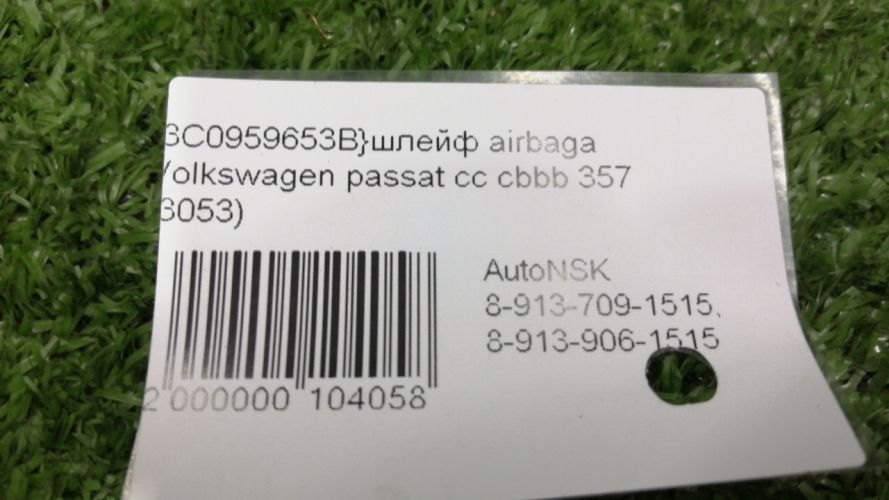 3C0959653B}шлейф airbaga
Volkswagen passat cc cbbb 357
3053)
AutoNSK
8-913-709-1515,
8-913-906-1515
2 000000 104058